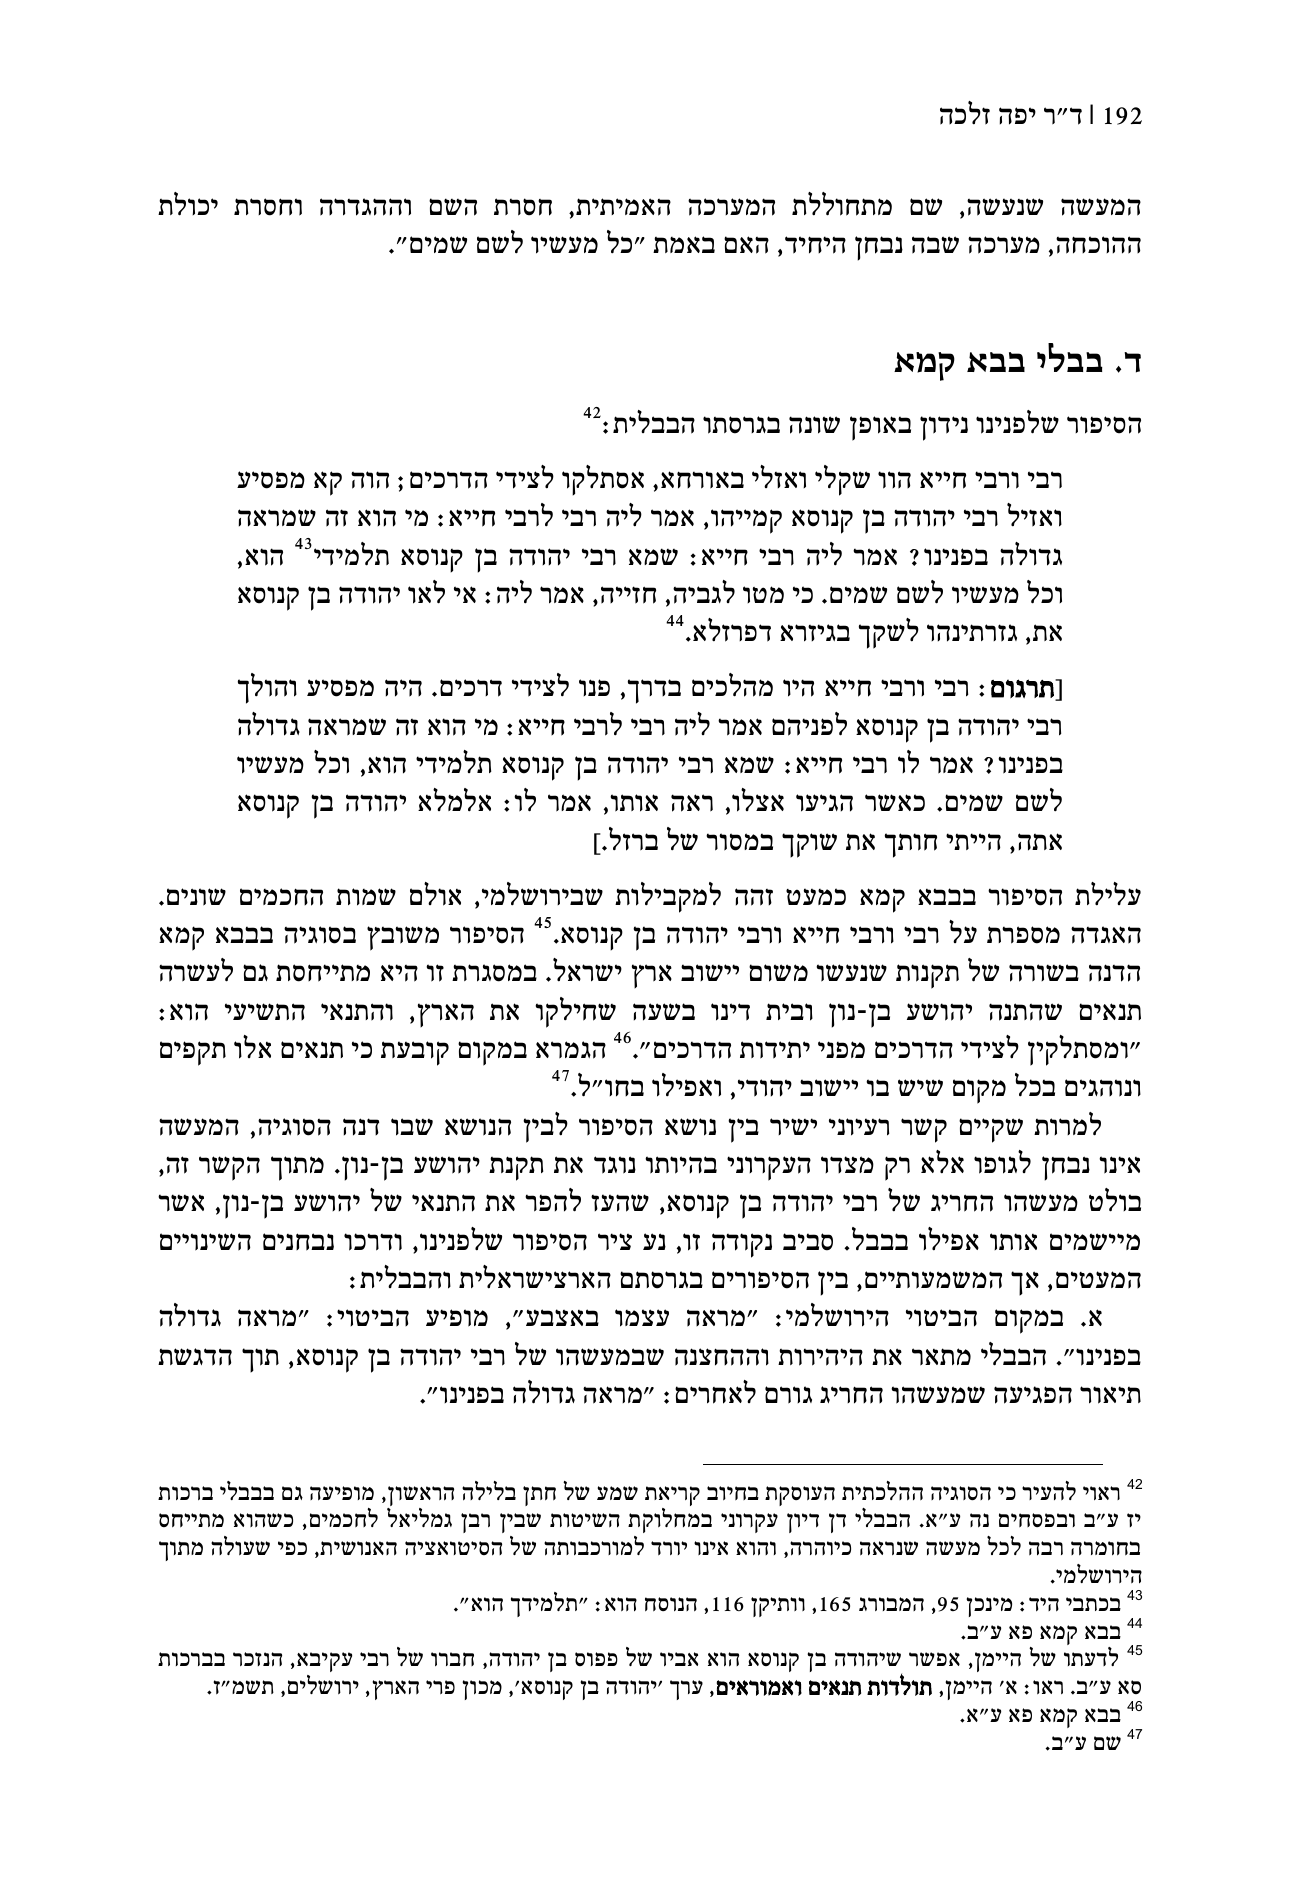 192 | ד״ר יפה זלכה
המעשה שנעשה, שם מתחוללת המערכה האמיתית, חסרת השם וההגדרה וחסרת יכולת
ההוכחה, מערכה שבה נבחן היחיד, האם באמת ״כל מעשיו לשם שמים״.
ד. בבלי בבא קמא
הסיפור שלפנינו נידון באופן שונה בגרסתו הבבלית:42
רבי ורבי חייא הוו שקלי ואזלי באורחא, אסתלקו לצידי הדרכים; הוה קא מפסיע
ואזיל רבי יהודה בן קנוסא קמייהו, אמר ליה רבי לרבי חייא: מי הוא זה שמראה
גדולה בפנינו? אמר ליה רבי חייא: שמא רבי יהודה בן קנוסא תלמידי43 הוא,
וכל מעשיו לשם שמים. כי מטו לגביה, חזייה, אמר ליה: אי לאו יהודה בן קנוסא
את, גזרתינהו לשקך בגיזרא דפרזלא.44
[תרגום: רבי ורבי חייא היו מהלכים בדרך, פנו לצידי דרכים. היה מפסיע והולך
רבי יהודה בן קנוסא לפניהם אמר ליה רבי לרבי חייא: מי הוא זה שמראה גדולה
בפנינו? אמר לו רבי חייא: שמא רבי יהודה בן קנוסא תלמידי הוא, וכל מעשיו
לשם שמים. כאשר הגיעו אצלו, ראה אותו, אמר לו: אלמלא יהודה בן קנוסא
אתה, הייתי חותך את שוקך במסור של ברזל.]
עלילת הסיפור בבבא קמא כמעט זהה למקבילות שבירושלמי, אולם שמות החכמים שונים.
האגדה מספרת על רבי ורבי חייא ורבי יהודה בן קנוסא.45 הסיפור משובץ בסוגיה בבבא קמא
הדנה בשורה של תקנות שנעשו משום יישוב ארץ ישראל. במסגרת זו היא מתייחסת גם לעשרה
תנאים שהתנה יהושע בן-נון ובית דינו בשעה שחילקו את הארץ, והתנאי התשיעי הוא:
״ומסתלקין לצידי הדרכים מפני יתידות הדרכים״.46 הגמרא במקום קובעת כי תנאים אלו תקפים
ונוהגים בכל מקום שיש בו יישוב יהודי, ואפילו בחו״ל.47
למרות שקיים קשר רעיוני ישיר בין נושא הסיפור לבין הנושא שבו דנה הסוגיה, המעשה
אינו נבחן לגופו אלא רק מצדו העקרוני בהיותו נוגד את תקנת יהושע בן-נון. מתוך הקשר זה,
בולט מעשהו החריג של רבי יהודה בן קנוסא, שהעז להפר את התנאי של יהושע בן-נון, אשר
מיישמים אותו אפילו בבבל. סביב נקודה זו, נע ציר הסיפור שלפנינו, ודרכו נבחנים השינויים
המעטים, אך המשמעותיים, בין הסיפורים בגרסתם הארצישראלית והבבלית:
א. במקום הביטוי הירושלמי: ״מראה עצמו באצבע״, מופיע הביטוי: ״מראה גדולה
בפנינו״. הבבלי מתאר את היהירות וההחצנה שבמעשהו של רבי יהודה בן קנוסא, תוך הדגשת
תיאור הפגיעה שמעשהו החריג גורם לאחרים: ״מראה גדולה בפנינו״.
42 ראוי להעיר כי הסוגיה ההלכתית העוסקת בחיוב קריאת שמע של חתן בלילה הראשון, מופיעה גם בבבלי ברכות
יז ע״ב ובפסחים נה ע״א. הבבלי דן דיון עקרוני במחלוקת השיטות שבין רבן גמליאל לחכמים, כשהוא מתייחס
בחומרה רבה לכל מעשה שנראה כיוהרה, והוא אינו יורד למורכבותה של הסיטואציה האנושית, כפי שעולה מתוך
הירושלמי.
43 בכתבי היד: מינכן 95, המבורג 165, וותיקן 116, הנוסח הוא: ״תלמידך הוא״.
44 בבא קמא פא ע״ב.
45 לדעתו של היימן, אפשר שיהודה בן קנוסא הוא אביו של פפוס בן יהודה, חברו של רבי עקיבא, הנזכר בברכות
סא ע״ב. ראו: א׳ היימן, תולדות תנאים ואמוראים, ערך ׳יהודה בן קנוסא׳, מכון פרי הארץ, ירושלים, תשמ״ז.
46 בבא קמא פא ע״א.
47 שם ע״ב.